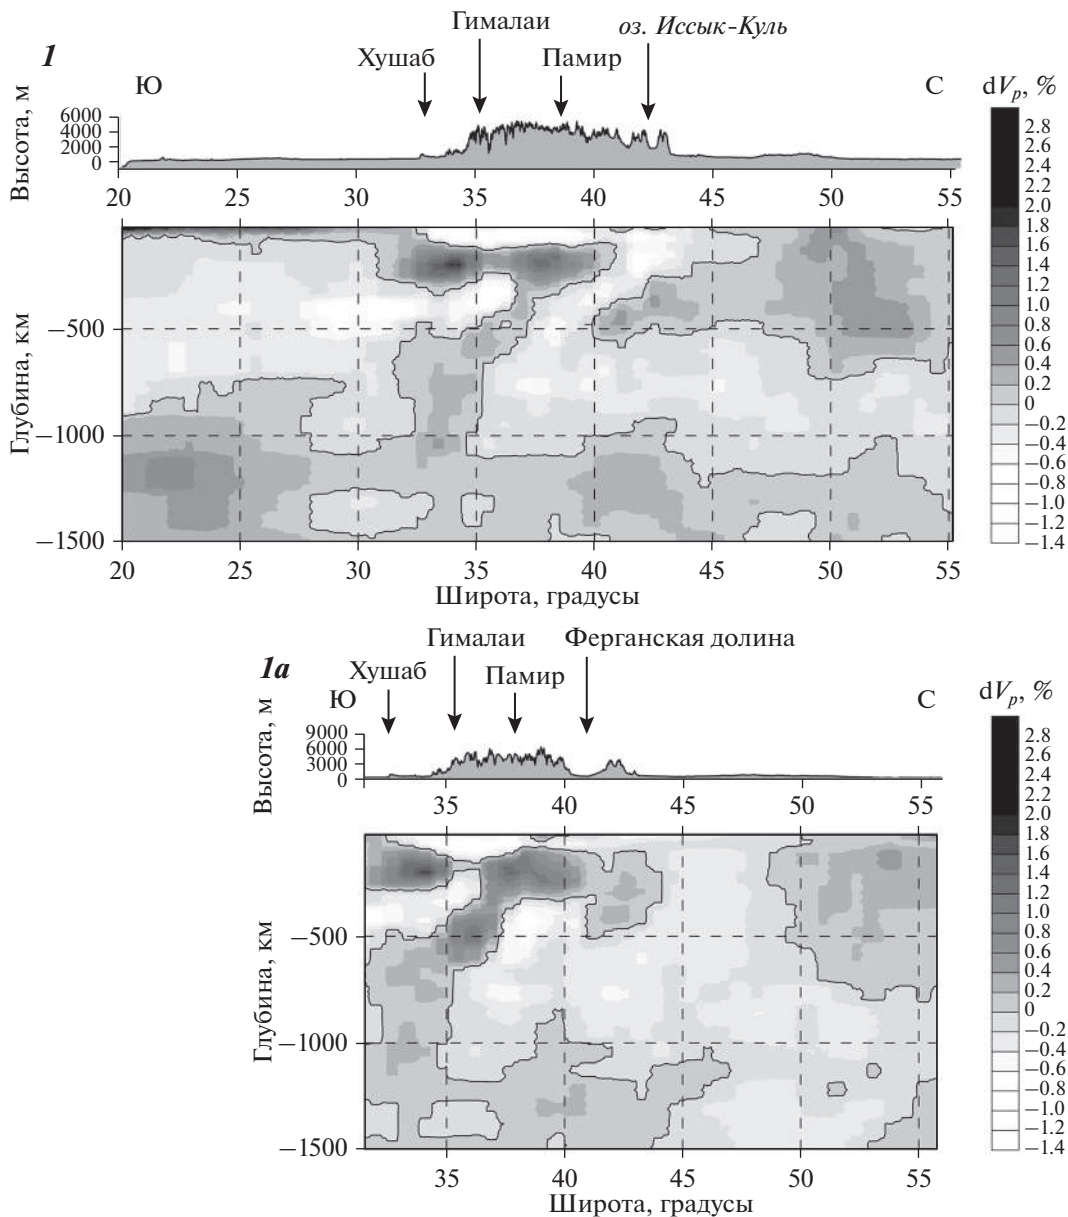 1
Гималаи
оз. Иссык-Куль
Хушаб
Памир
Ю
С
dVp, %
Высота, м
6000
4000
2000
0
20 25 30 35 40 45 50 55
2.8
2.6
2.4
2.2
2.0
1.8
1.6
1.4
1.2
1.0
0.8
0.6
0.4
0.2
0
−0.2
−0.4
−0.6
−0.8
−1.0
−1.2
−1.4
Глубина, км
−500
−1000
−1500
20 25 30 35 40 45 50 55
Широта, градусы
1а
Гималаи
Ферганская долина
Хушаб
Памир
Ю
С
dVp, %
Высота, м
9000
6000
3000
0
35 40 45 50 55
2.8
2.6
2.4
2.2
2.0
1.8
1.6
1.4
1.2
1.0
0.8
0.6
0.4
0.2
0
−0.2
−0.4
−0.6
−0.8
−1.0
−1.2
−1.4
Глубина, км
−500
−1000
−1500
35 40 45 50 55
Широта, градусы